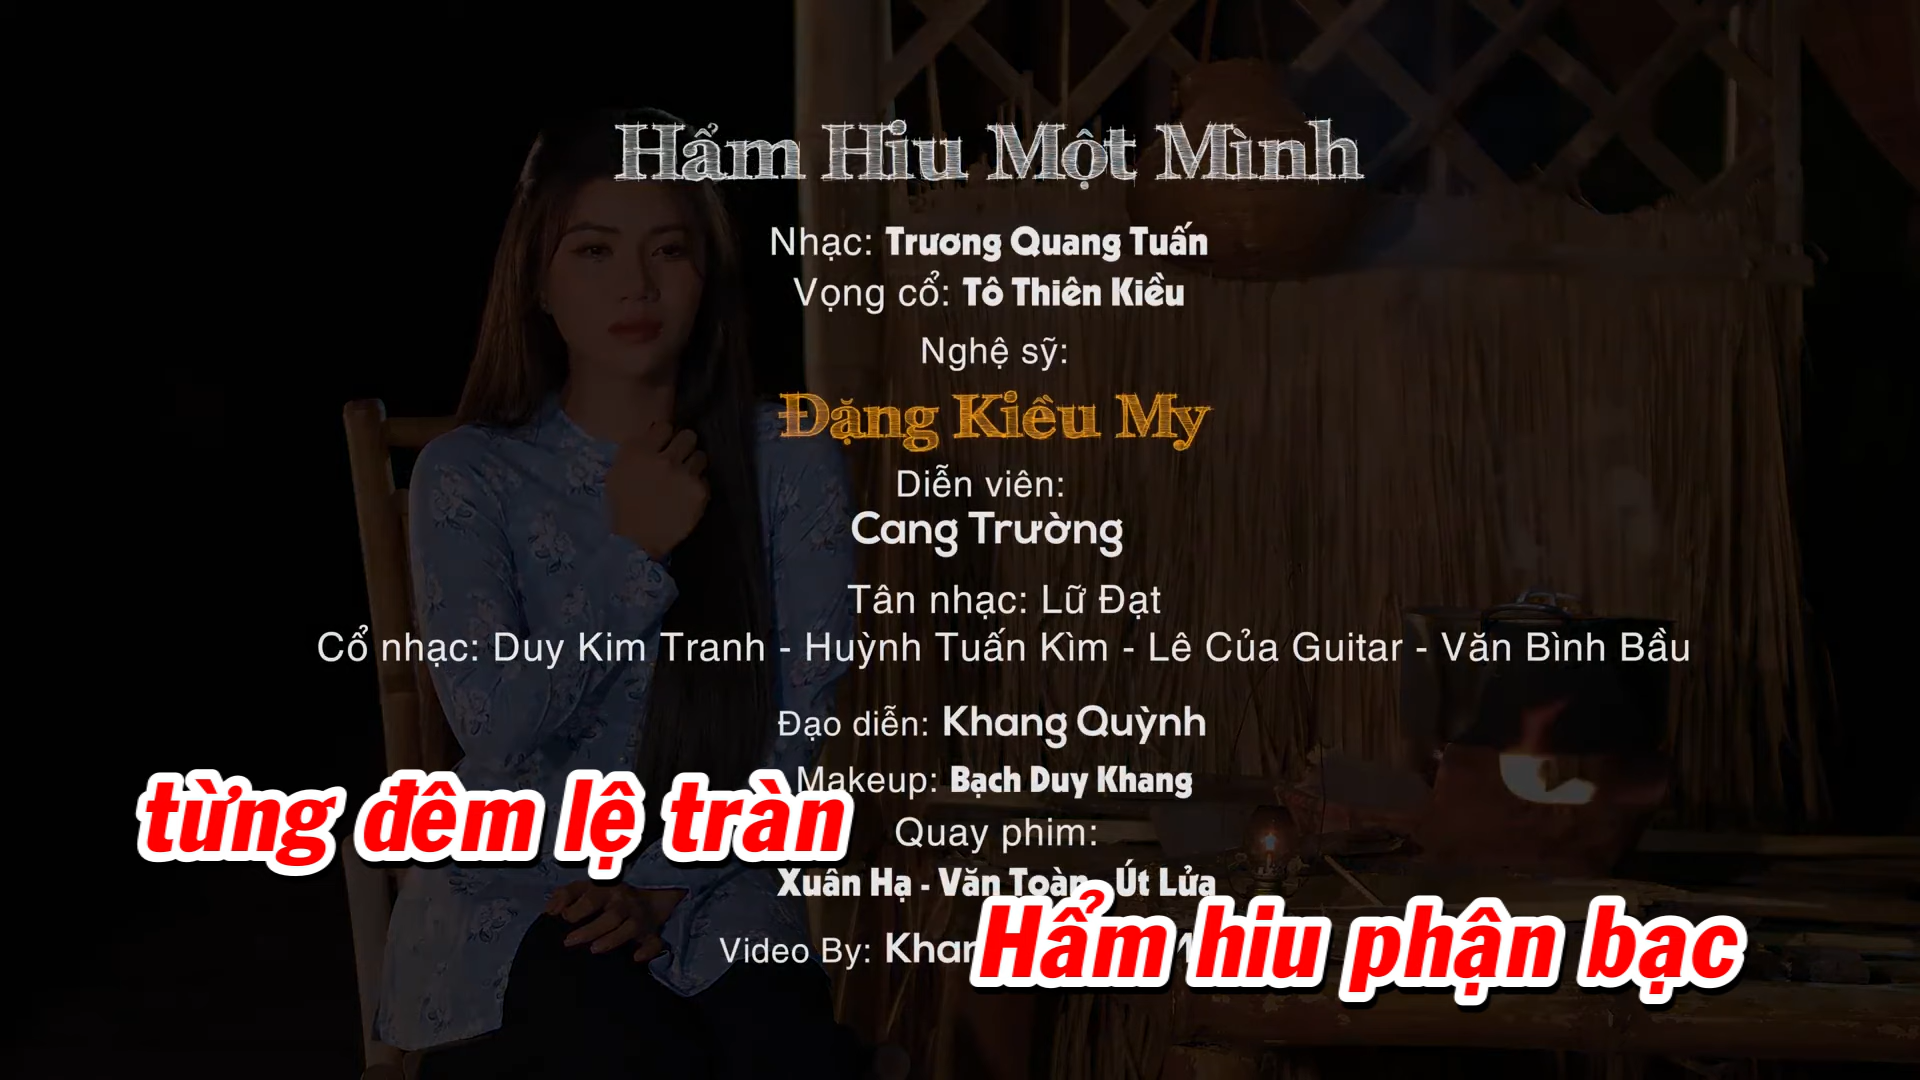 Hẩm Hiu Một Mình
Nhạc: Trương Quang Tuấn
Vọng cổ: Tô Thiên Kiều
Nghệ sỹ:
Đặng Kiều My
Diễn viên:
Cang Trường
Tân nhạc: Lữ Đạt
Cổ nhạc: Duy Kim Tranh - Huỳnh Tuấn Kìm - Lê Của Guitar - Văn Bình Bầu
Đạo diễn: Khang Quỳnh
Makeup: Bạch Duy Khang
từng đêm lệ tràn
Quay phim:
Xuân Hạ - Văn Toàn - Út Lửa
Video By:
Hẩm hiu phận bạc